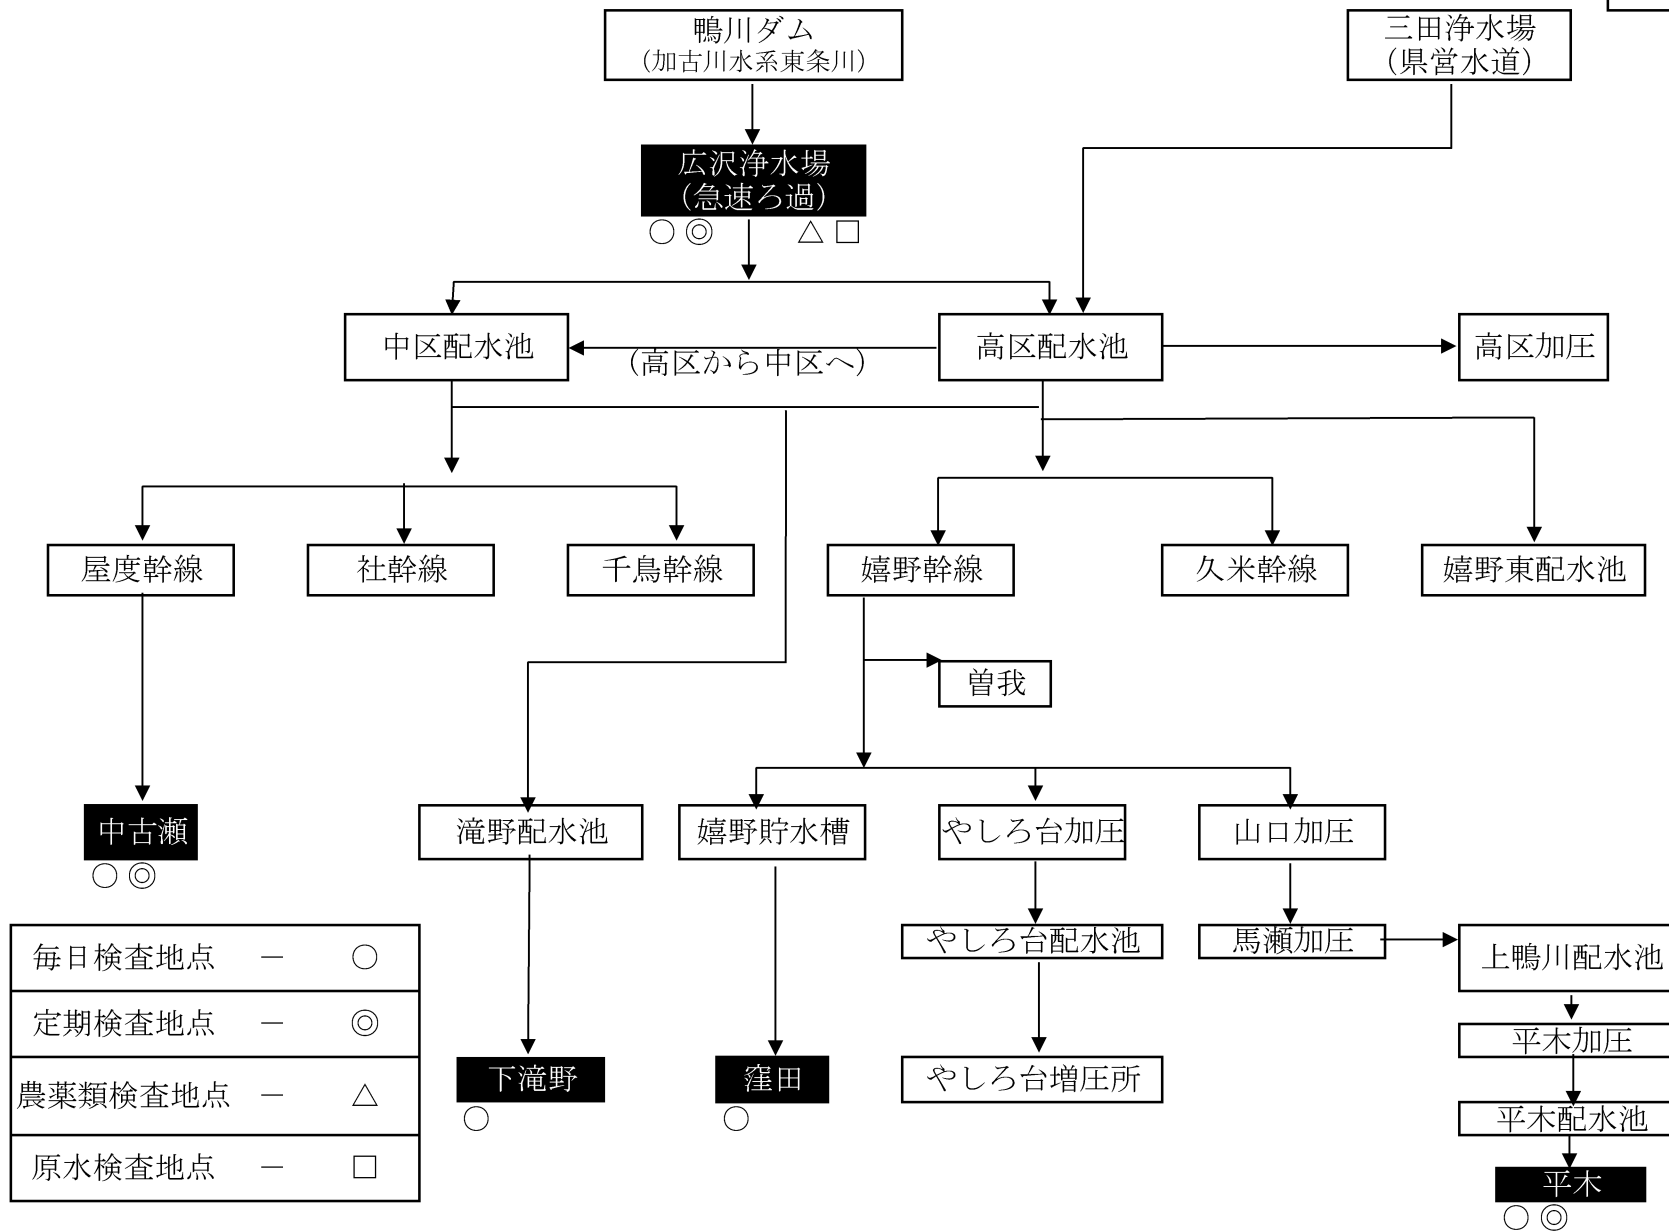 鴨川ダム
(加古川水系東条川)
三田浄水場
(県営水道)
広沢浄水場
(急速ろ過)
○ ◎ △ □
中区配水池
(高区から中区へ)
高区配水池
高区加圧
屋度幹線
社幹線
千鳥幹線
嬉野幹線
久米幹線
嬉野東配水池
曽我
中古瀬
○ ◎
滝野配水池
嬉野貯水槽
やしろ台加圧
山口加圧
やしろ台配水池
馬瀬加圧
上鴨川配水池
平木加圧
下滝野
○
窪田
○
やしろ台増圧所
平木配水池
平木
○ ◎
毎日検査地点 － ○
定期検査地点 － ◎
農薬類検査地点 － △
原水検査地点 － □